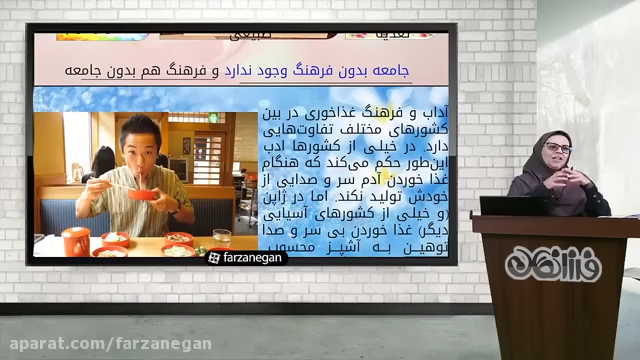 تغذیه
طبیعی
جامعه بدون فرهنگ وجود ندارد و فرهنگ هم بدون جامعه
آداب و فرهنگ غذاخوری در بین
کشورهای مختلف تفاوت‌هایی
دارد. در خیلی از کشورها ادب
این‌طور حکم می‌کند که هنگام
غذا خوردن آدم سر و صدایی از
خودش تولید نکند. اما در ژاپن
(و خیلی از کشورهای آسیایی
دیگر) غذا خوردن بی سر و صدا
توهین به آشپز محسوب
farzanegan
فرزانگان
aparat.com/farzanegan